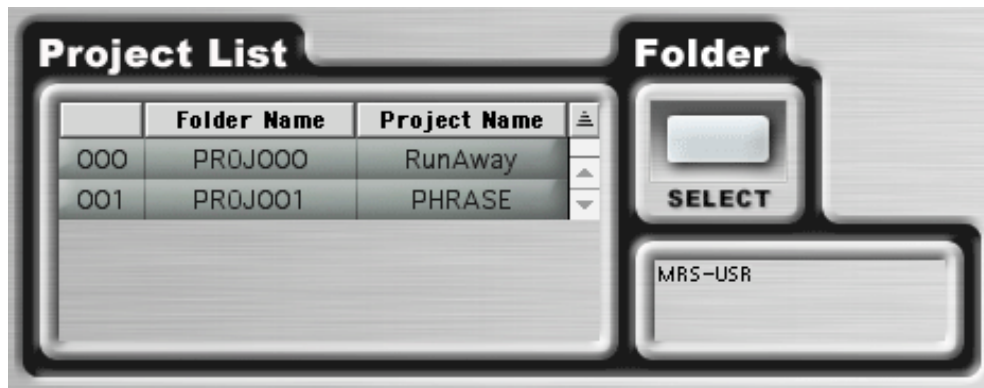 Project List
Folder
Folder Name Project Name
000 PROJ000 RunAway
001 PROJ001 PHRASE
SELECT
MRS-USR